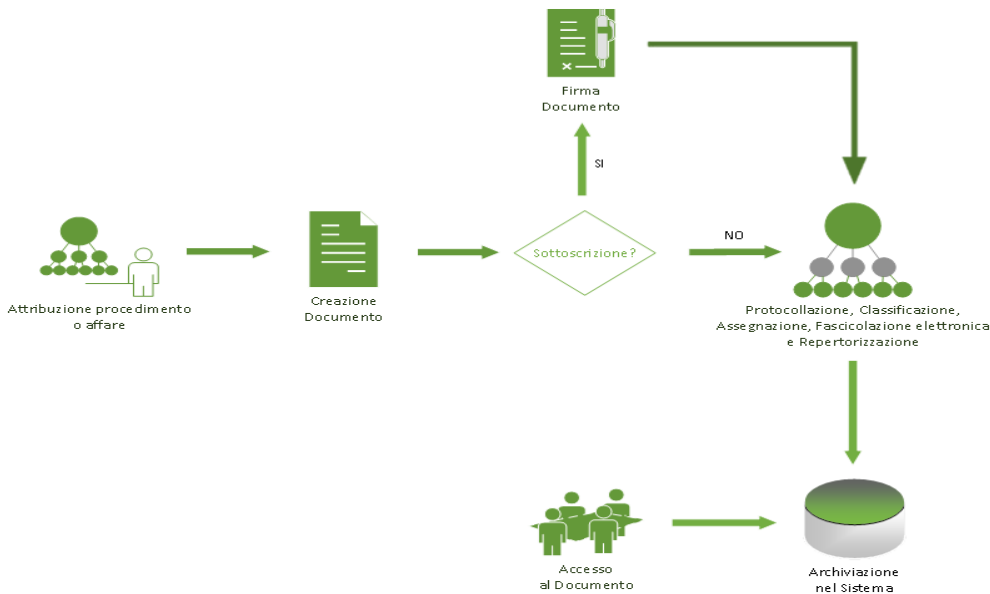 Firma
Documento
SI
Sottoscrizione?
NO
Attribuzione procedimento
o affare
Creazione
Documento
Protocollazione, Classificazione,
Assegnazione, Fascicolazione elettronica
e Repertorizzazione
Accesso
al Documento
Archiviazione
nel Sistema